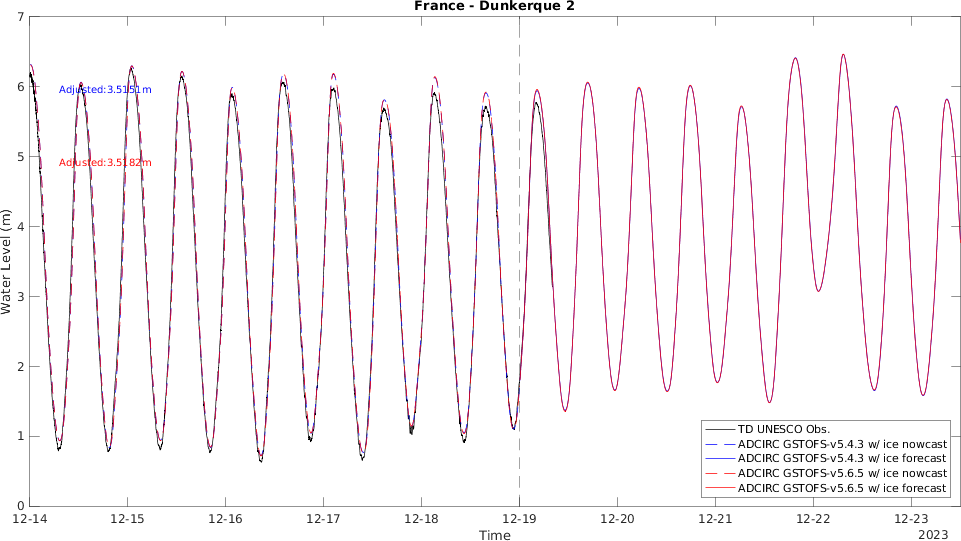 France - Dunkerque 2
7
6
5
4
3
2
1
0
Water Level (m)
Adjusted:3.5151m
Adjusted:3.5182m
TD UNESCO Obs.
ADCIRC GSTOFS-v5.4.3 w/ ice nowcast
ADCIRC GSTOFS-v5.4.3 w/ ice forecast
ADCIRC GSTOFS-v5.6.5 w/ ice nowcast
ADCIRC GSTOFS-v5.6.5 w/ ice forecast
12-14 12-15 12-16 12-17 12-18 12-19 12-20 12-21 12-22 12-23
Time
2023